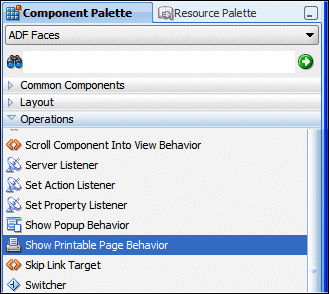 Component Palette Resource Palette
ADF Faces
Common Components
Layout
Operations
Scroll Component Into View Behavior
Server Listener
Set Action Listener
Set Property Listener
Show Popup Behavior
Show Printable Page Behavior
Skip Link Target
Switcher